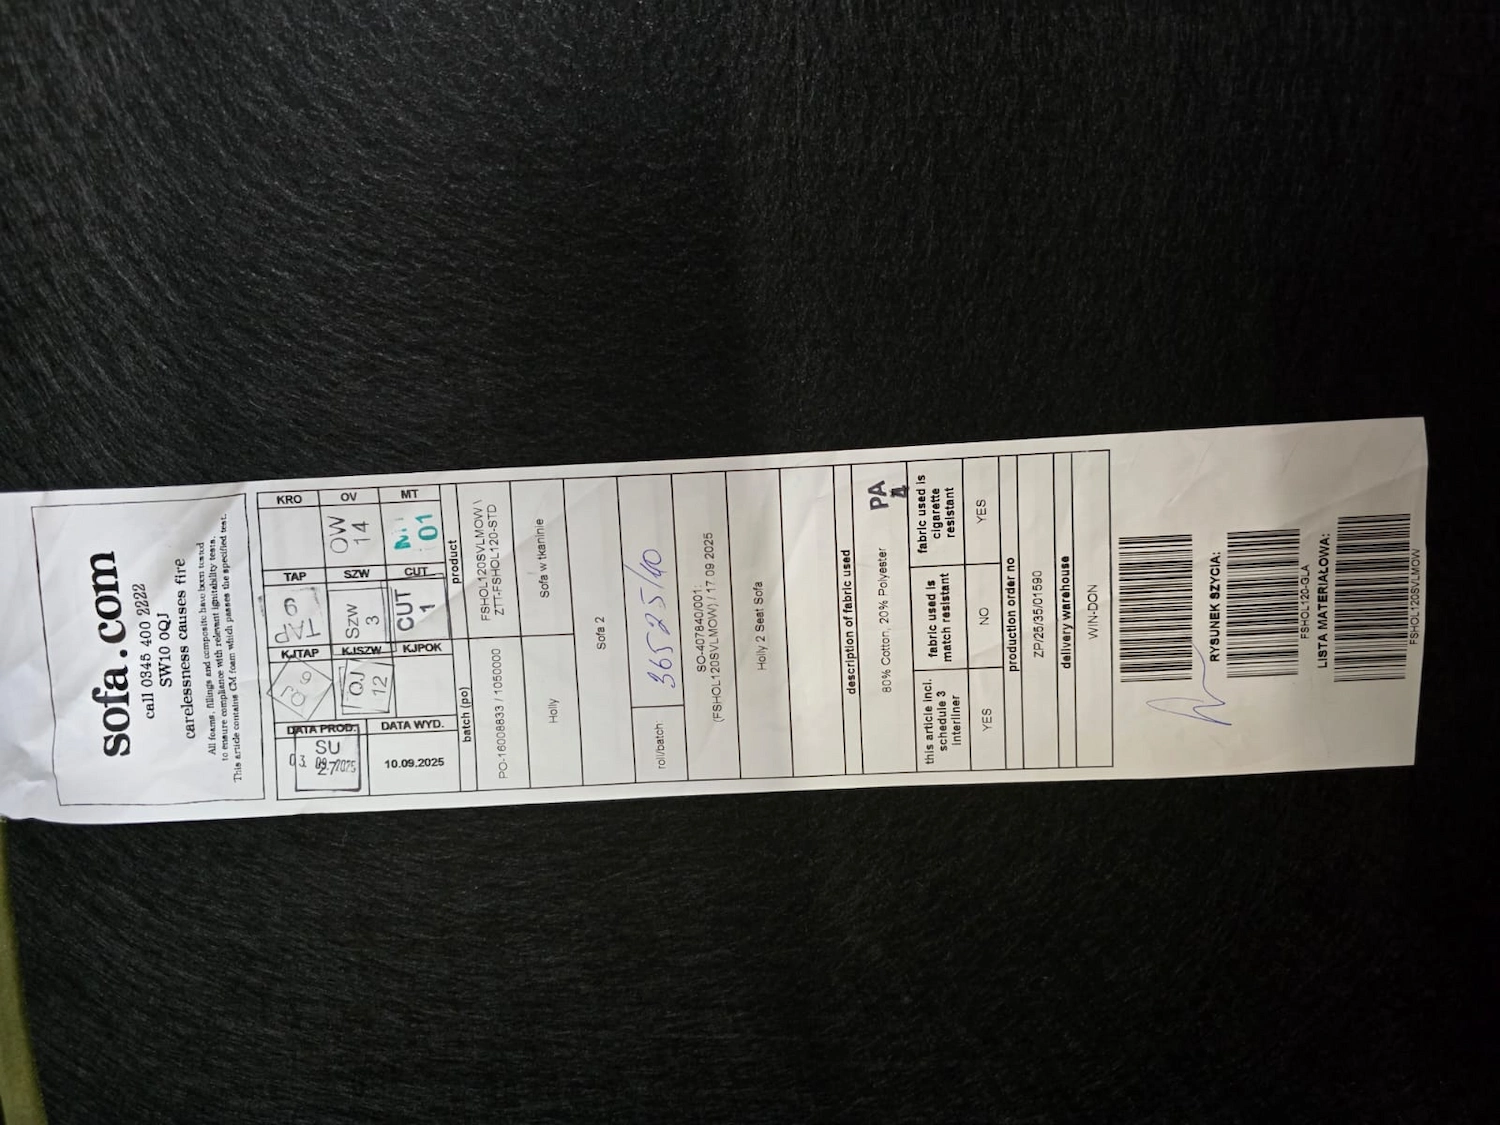 sofa.com
call 0345 400 2222
SW10 0QJ
carelessness causes fire
All foams, fillings and composite have been tested
to ensure compliance with relevant ignitability tests.
This article contains CM foam which passes the specified test.
DATA PROD. KJTAP TAP KRO
SU
27
DATA WYD. KJSZW SZW OV
10.09.2025
QJ
12
Szw
3
OW
14
KJPOK CUT MT
CUT
1
01
batch (po) product
PO-16008833 / 1050000
FSHOL120SVLMOW \
ZTT-FSHOL120-STD
Holly Sofa w tkaninie
Sofa 2
roll/batch: 36525/40
SO-407840/001:
(FSHOL120SVLMOW) / 17.09.2025
Holly 2 Seat Sofa
description of fabric used
80% Cotton, 20% Polyester
PA
4
this article incl.
schedule 3
interliner
fabric used is
match resistant
fabric used is
cigarette
resistant
YES NO YES
production order no
ZP/25/35/01590
delivery warehouse
WIN-DON
RYSUNEK SZYCIA:
FSHOL120-GLA
LISTA MATERIAŁOWA:
FSHOL120SVLMOW